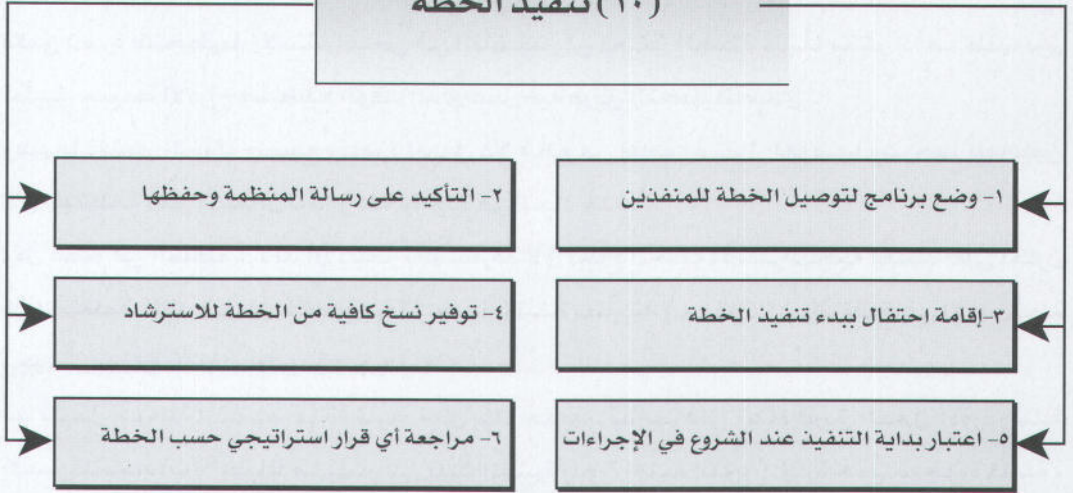 (١٠) تنفيذ الخطة
١- وضع برنامج لتوصيل الخطة للمنفذين
٢- التأكيد على رسالة المنظمة وحفظها
٣-إقامة احتفال ببدء تنفيذ الخطة
٤- توفير نسخ كافية من الخطة للاسترشاد
٥- اعتبار بداية التنفيذ عند الشروع في الإجراءات
٦- مراجعة أي قرار استراتيجي حسب الخطة